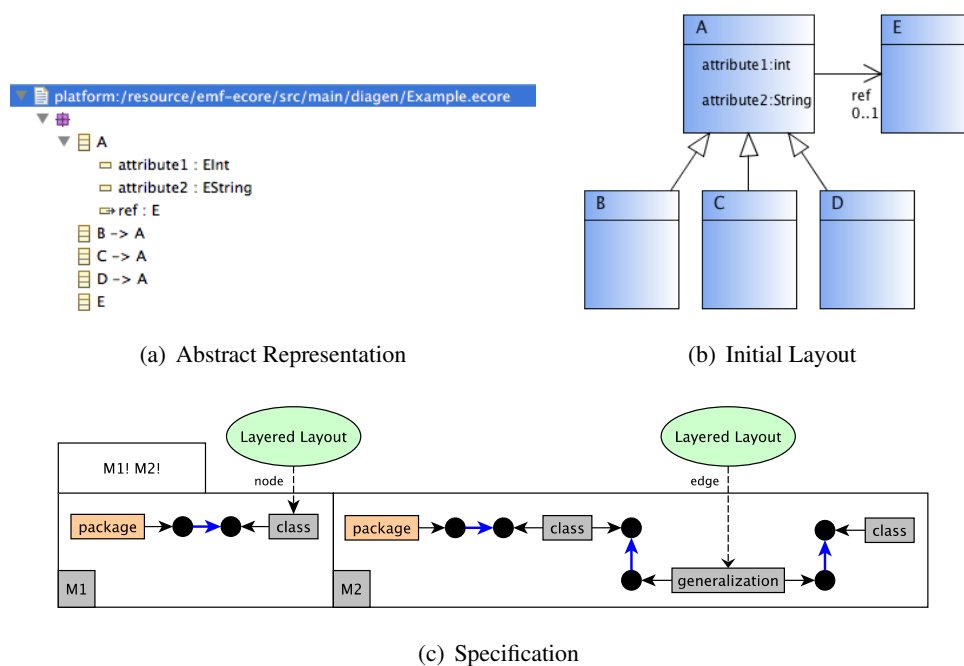 platform:/resource/emf-ecore/src/main/diagen/Example.ecore
A
attribute1 : EInt
attribute2 : EString
ref : E
B -> A
C -> A
D -> A
E
(a) Abstract Representation
A
attribute1:int
attribute2:String
E
ref
0..1
B
C
D
(b) Initial Layout
M1! M2!
Layered Layout
node
package
class
M1
Layered Layout
edge
package
class
class
generalization
M2
(c) Specification